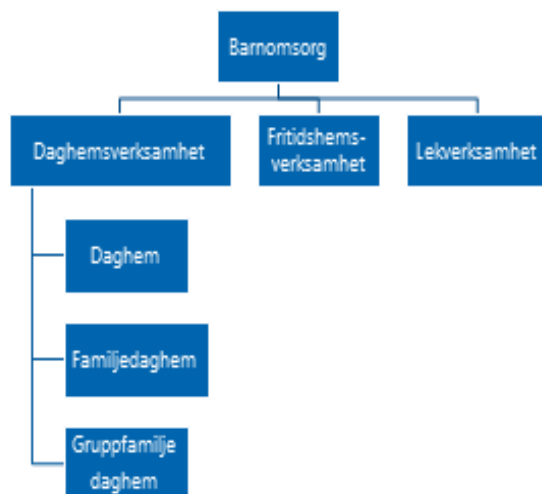 Barnomsorg
Daghemsverksamhet
Fritidshems-
verksamhet
Lekverksamhet
Daghem
Familjedaghem
Gruppfamilje
daghem